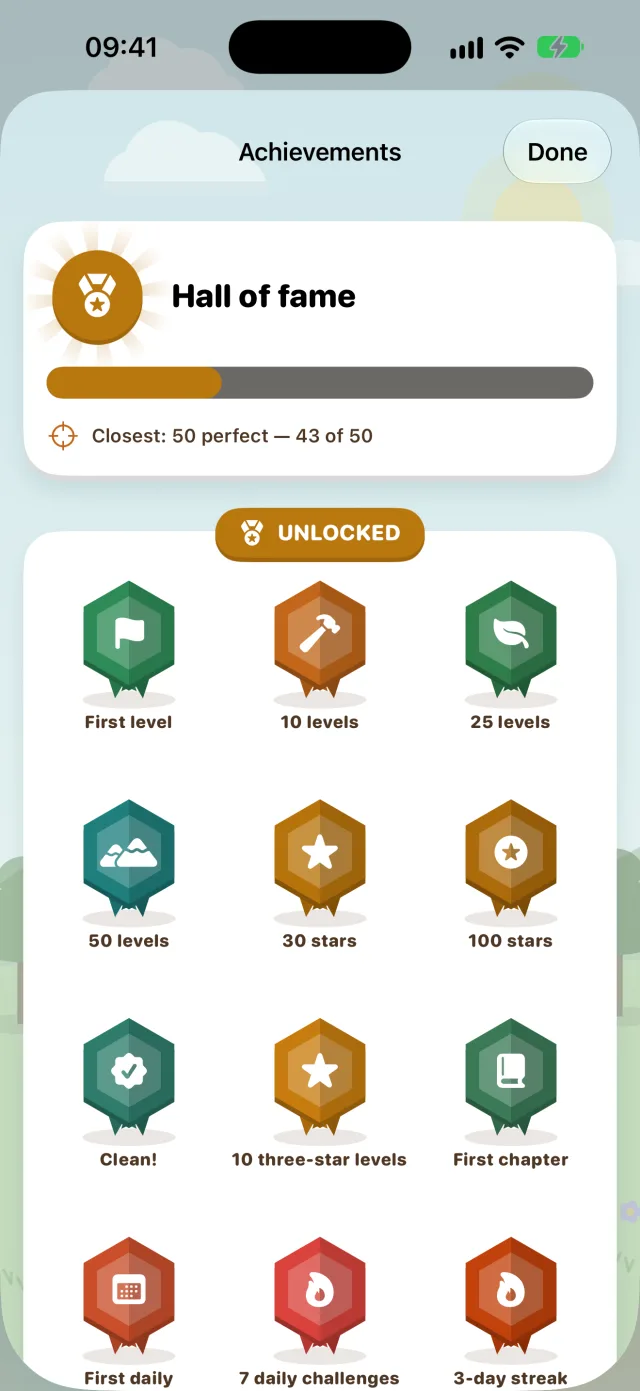 09:41
Achievements
Done
Hall of fame
Closest: 50 perfect — 43 of 50
UNLOCKED
First level
10 levels
25 levels
50 levels
30 stars
100 stars
Clean!
10 three-star levels
First chapter
First daily
7 daily challenges
3-day streak